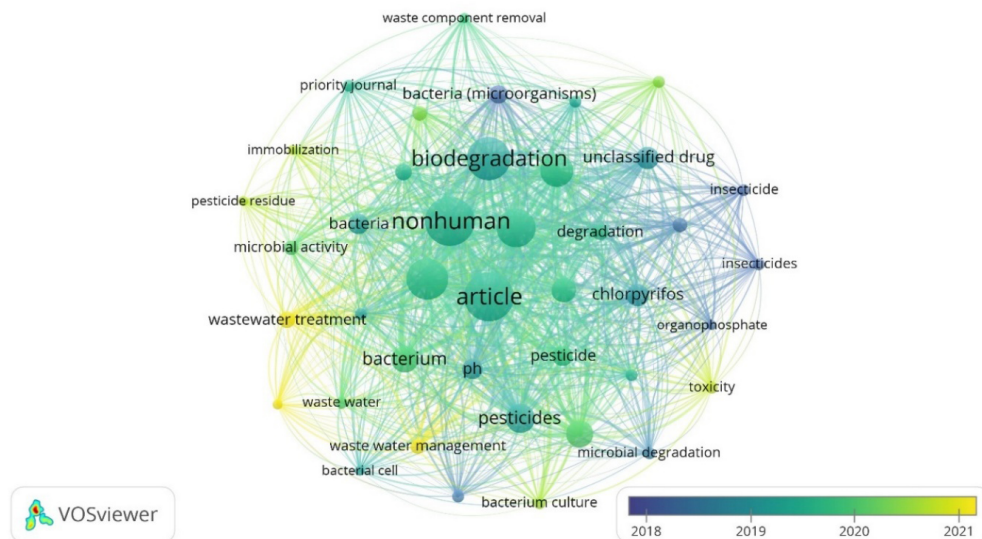 waste component removal
priority journal
bacteria (microorganisms)
immobilization
biodegradation
unclassified drug
insecticide
pesticide residue
bacteria
nonhuman
degradation
microbial activity
insecticides
article
chlorpyrifos
wastewater treatment
organophosphate
bacterium
pesticide
ph
toxicity
waste water
pesticides
waste water management
microbial degradation
bacterial cell
bacterium culture
VOSviewer
2018 2019 2020 2021